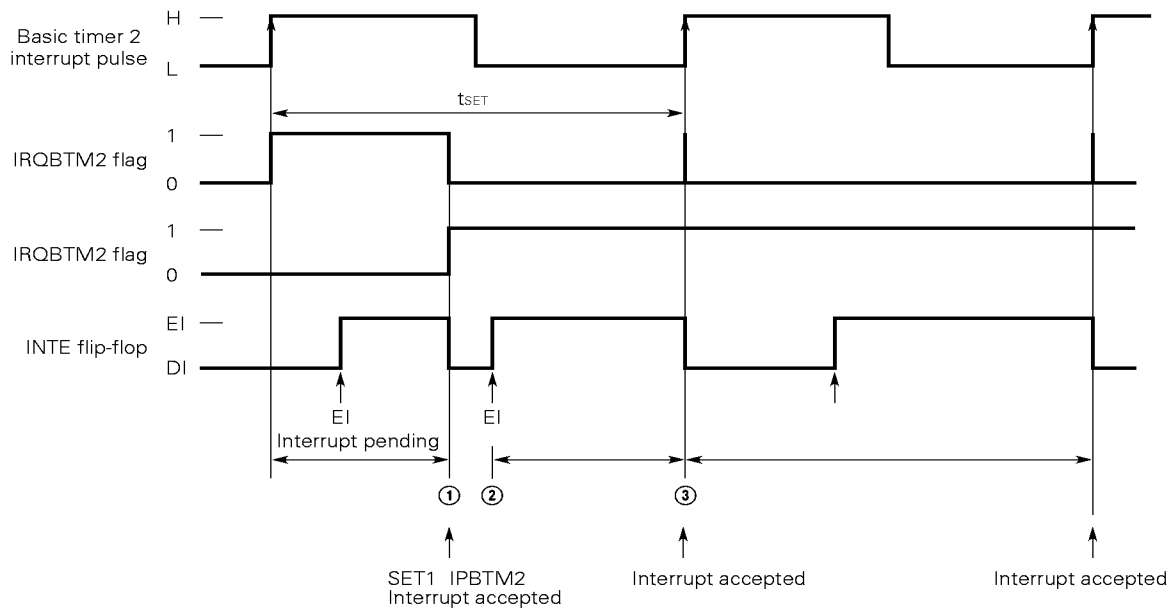 H
Basic timer 2
interrupt pulse
L
tSET
1
IRQBTM2 flag
0
1
IRQBTM2 flag
0
EI
INTE flip-flop
DI
EI
EI
Interrupt pending
① ② ③
SET1 IPBTM2
Interrupt accepted
Interrupt accepted
Interrupt accepted